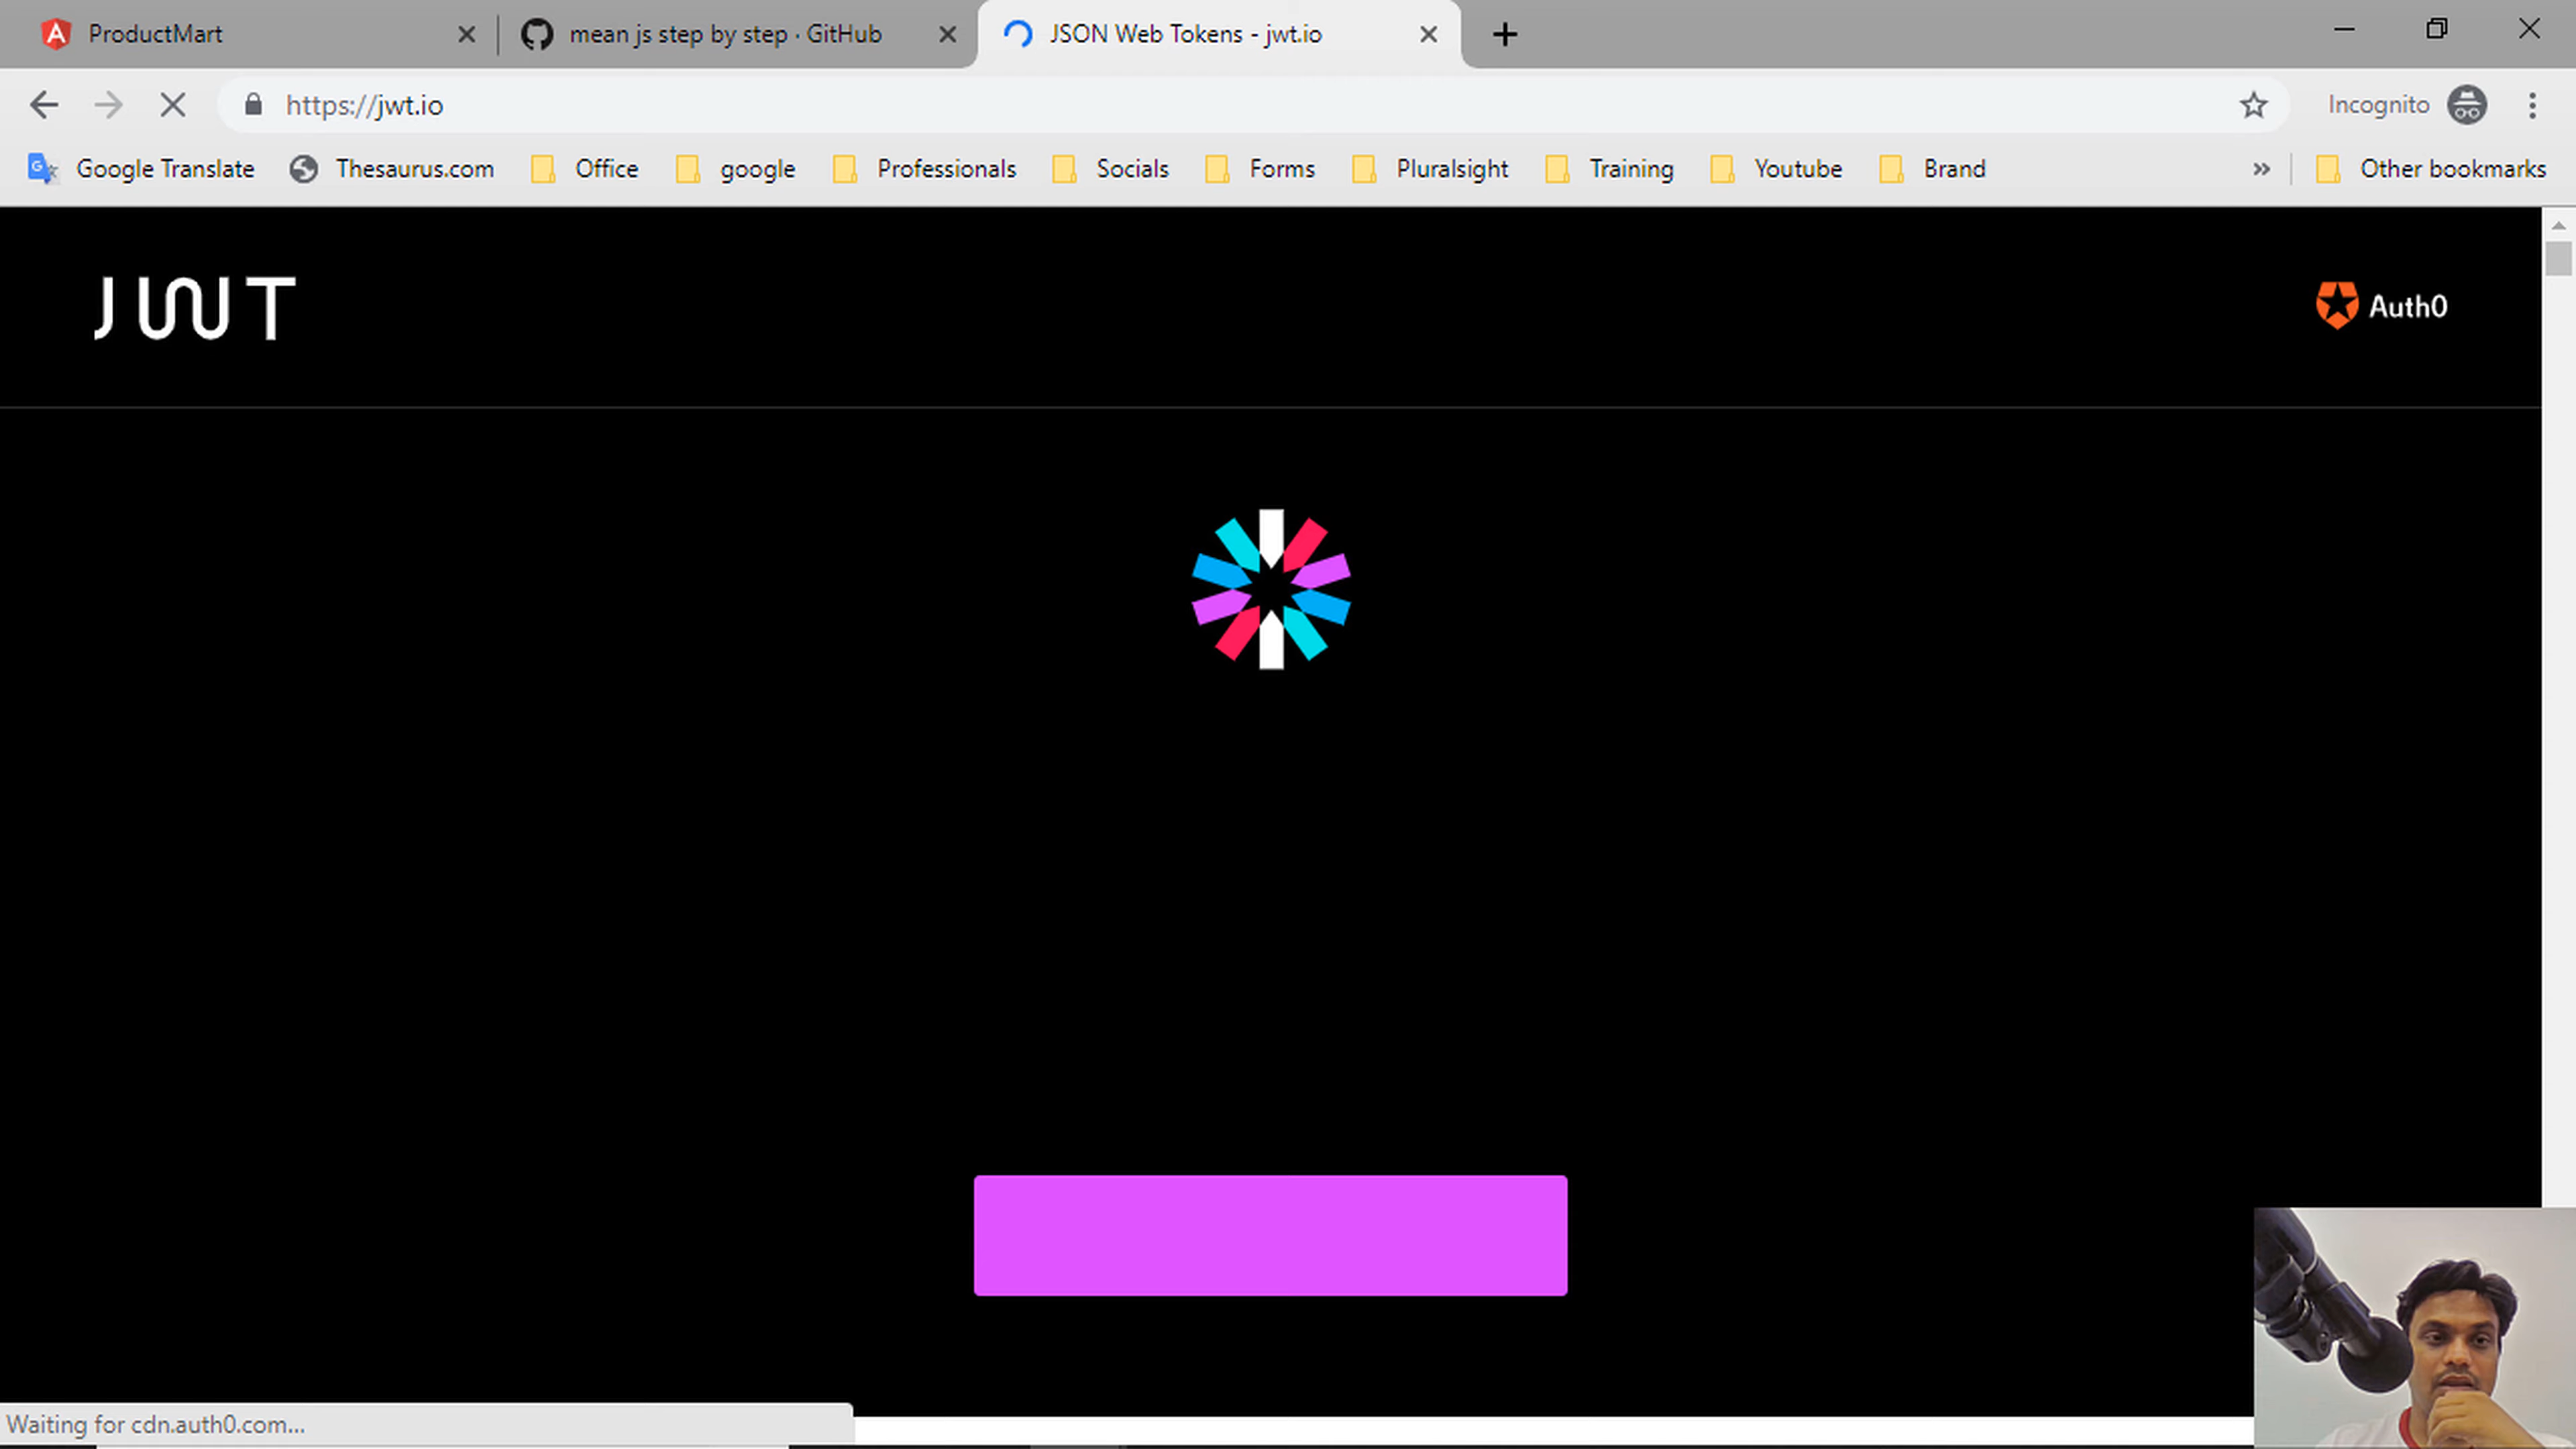 ProductMart
mean js step by step · GitHub
JSON Web Tokens - jwt.io
https://jwt.io
Incognito
Google Translate
Thesaurus.com
Office
google
Professionals
Socials
Forms
Pluralsight
Training
Youtube
Brand
»
Other bookmarks
JWT
Auth0
Waiting for cdn.auth0.com...